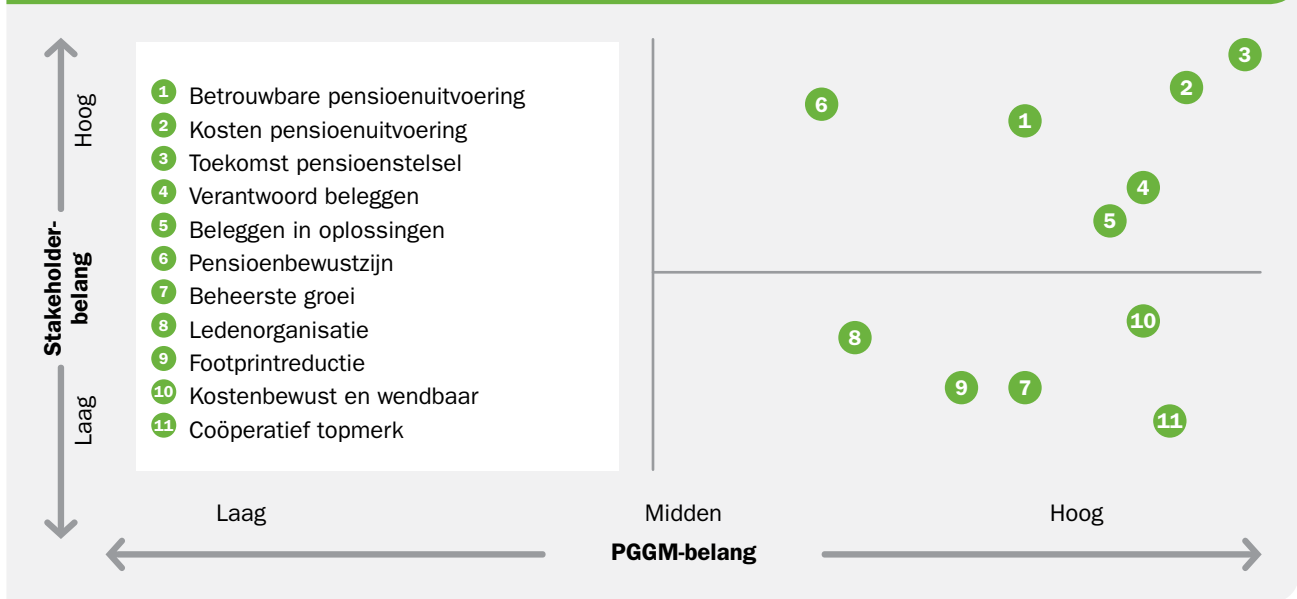 Hoog
Stakeholder-
belang
Laag
1 Betrouwbare pensioenuitvoering
2 Kosten pensioenuitvoering
3 Toekomst pensioenstelsel
4 Verantwoord beleggen
5 Beleggen in oplossingen
6 Pensioenbewustzijn
7 Beheerste groei
8 Ledenorganisatie
9 Footprintreductie
10 Kostenbewust en wendbaar
11 Coöperatief topmerk
3
2
6
1
4
5
10
8
9 7
11
Laag Midden Hoog
PGGM-belang